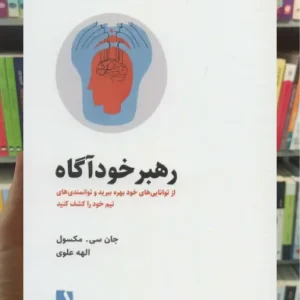 رهبر خودآگاه
از توانایی‌های خود بهره ببرید و توانمندی‌های
تیم خود را کشف کنید
جان سی. مکسول
الهه علوی